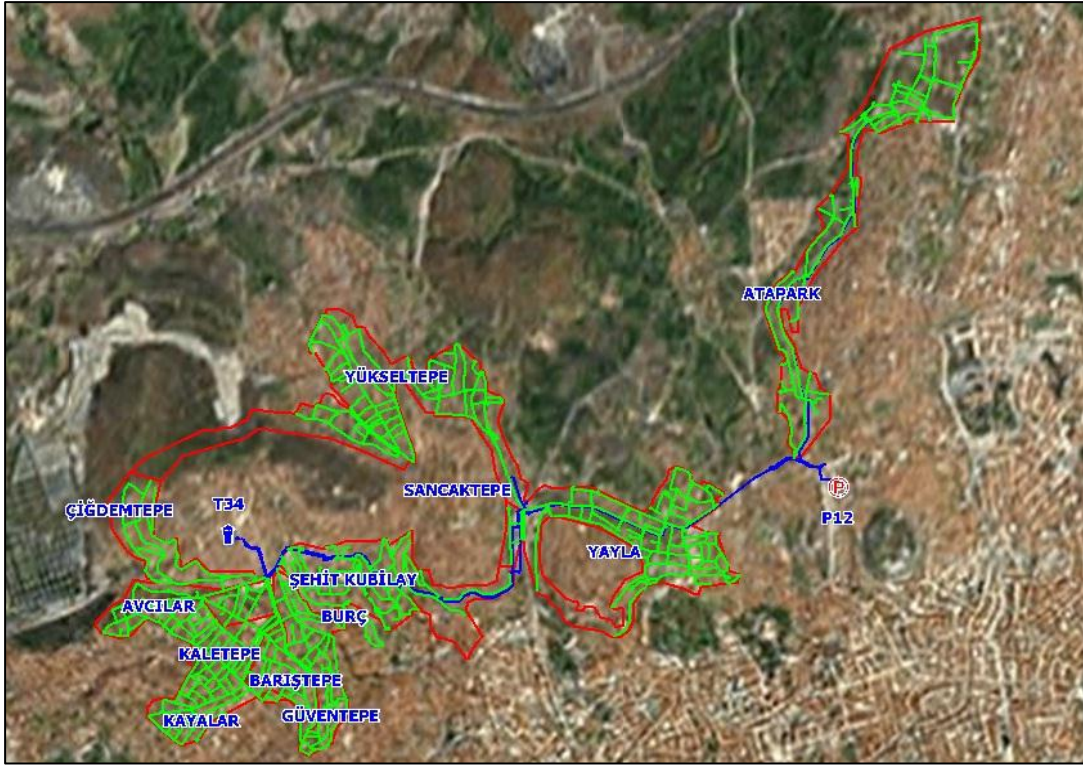 ATAPARK
YÜKSELTEPE
SANCAKTEPE
P
T34
ÇİĞDEMTEPE
P12
YAYLA
ŞEHİT KUBİLAY
AVCILAR
BURÇ
KALETEPE
BARIŞTEPE
KAYALAR
GÜVENTEPE